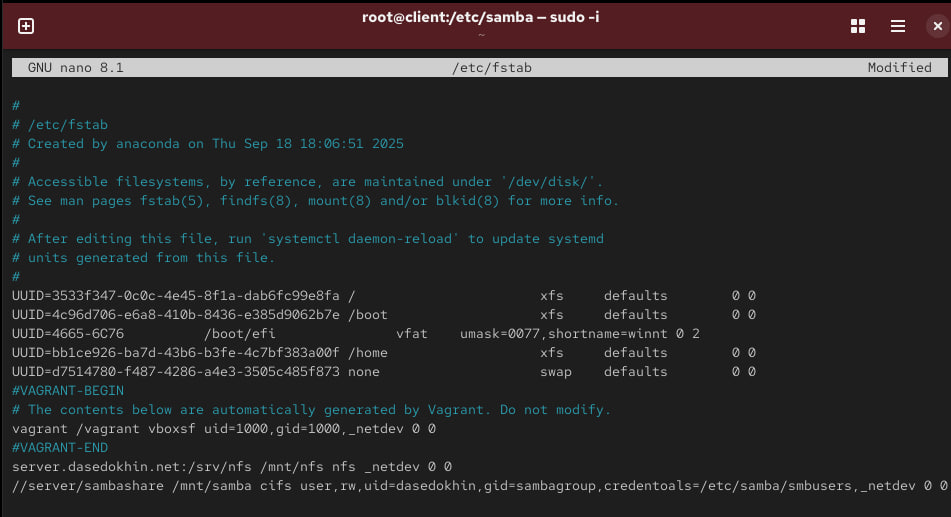 root@client:/etc/samba — sudo -i
~
GNU nano 8.1 /etc/fstab Modified
#
# /etc/fstab
# Created by anaconda on Thu Sep 18 18:06:51 2025
#
# Accessible filesystems, by reference, are maintained under '/dev/disk/'.
# See man pages fstab(5), findfs(8), mount(8) and/or blkid(8) for more info.
#
# After editing this file, run `systemctl daemon-reload` to update systemd
# units generated from this file.
#
UUID=3533f347-0c0c-4e45-8f1a-dab6fc99e8fa / xfs defaults 0 0
UUID=4c96d706-e6a8-410b-8436-e385d9062b7e /boot xfs defaults 0 0
UUID=4665-6C76 /boot/efi vfat umask=0077,shortname=winnt 0 2
UUID=bb1ce926-ba7d-43b6-b3fe-4c7bf383a00f /home xfs defaults 0 0
UUID=d7514780-f487-4286-a4e3-3505c485f873 none swap defaults 0 0
#VAGRANT-BEGIN
# The contents below are automatically generated by Vagrant. Do not modify.
vagrant /vagrant vboxsf uid=1000,gid=1000,_netdev 0 0
#VAGRANT-END
server.dasedokhin.net:/srv/nfs /mnt/nfs nfs _netdev 0 0
//server/sambashare /mnt/samba cifs user,rw,uid=dasedokhin,gid=sambagroup,credentoals=/etc/samba/smbusers,_netdev 0 0